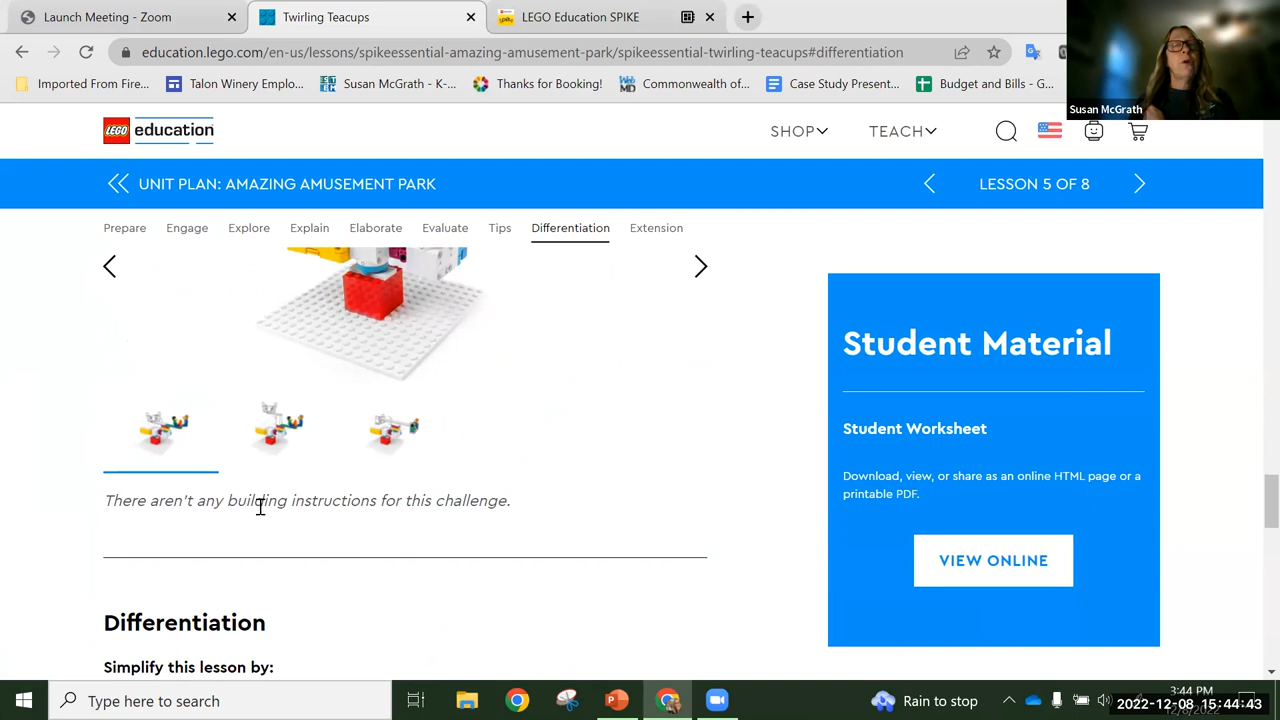 Launch Meeting - Zoom
Twirling Teacups
LEGO Education SPIKE
education.lego.com/en-us/lessons/spikeessential-amazing-amusement-park/spikeessential-twirling-teacups#differentiation
Imported From Fire...
Talon Winery Emplo...
Susan McGrath - K-...
Thanks for Booking!
Commonwealth of...
Case Study Present...
Budget and Bills - G...
Susan McGrath
LEGO education
SHOP
TEACH
UNIT PLAN: AMAZING AMUSEMENT PARK
LESSON 5 OF 8
Prepare Engage Explore Explain Elaborate Evaluate Tips Differentiation Extension
There aren't any building instructions for this challenge.
Differentiation
Simplify this lesson by:
Student Material
Student Worksheet
Download, view, or share as an online HTML page or a
printable PDF.
VIEW ONLINE
Type here to search
Rain to stop
3:44 PM
2022-12-08 15:44:43